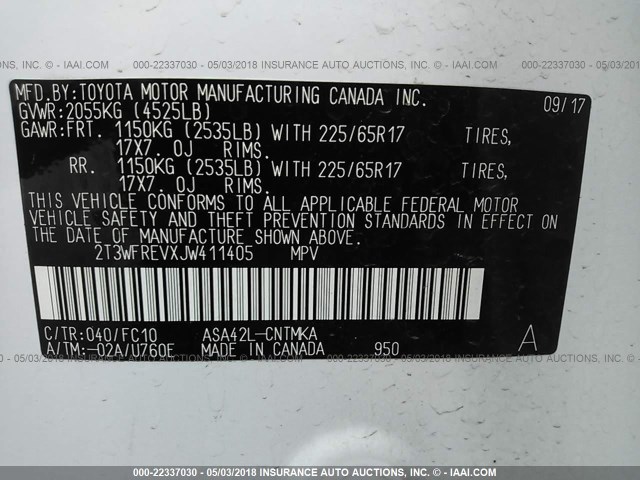 000-22337030 - 05/03/2018 INSURANCE AUTO AUCTIONS, INC. - © IAAI.COM
MFD.BY:TOYOTA MOTOR MANUFACTURING CANADA INC.
GVWR:2055KG (4525LB) 09/17
GAWR:FRT. 1150KG (2535LB) WITH 225/65R17 TIRES,
17X7.0J RIMS.
RR. 1150KG (2535LB) WITH 225/65R17 TIRES,
17X7.0J RIMS.
THIS VEHICLE CONFORMS TO ALL APPLICABLE FEDERAL MOTOR
VEHICLE SAFETY AND THEFT PREVENTION STANDARDS IN EFFECT ON
THE DATE OF MANUFACTURE SHOWN ABOVE.
2T3WFREVXJW411405 MPV
C/TR:040/FC10 ASA42L-CNTMKA
A/TM:-02A/U760E MADE IN CANADA 950 A
000-22337030 - 05/03/2018 INSURANCE AUTO AUCTIONS, INC. - © IAAI.COM